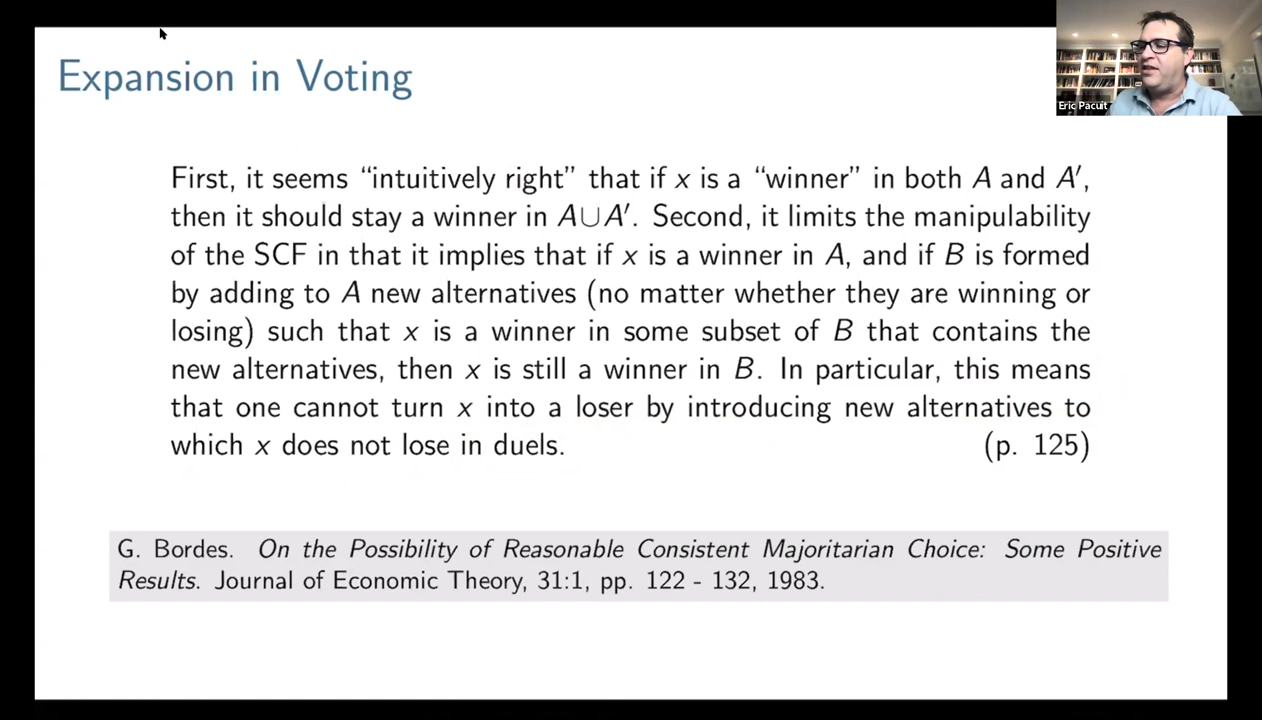 Expansion in Voting
Eric Pacuit
First, it seems “intuitively right” that if x is a “winner” in both A and A′,
then it should stay a winner in A∪A′. Second, it limits the manipulability
of the SCF in that it implies that if x is a winner in A, and if B is formed
by adding to A new alternatives (no matter whether they are winning or
losing) such that x is a winner in some subset of B that contains the
new alternatives, then x is still a winner in B. In particular, this means
that one cannot turn x into a loser by introducing new alternatives to
which x does not lose in duels. (p. 125)
G. Bordes. On the Possibility of Reasonable Consistent Majoritarian Choice: Some Positive
Results. Journal of Economic Theory, 31:1, pp. 122 - 132, 1983.